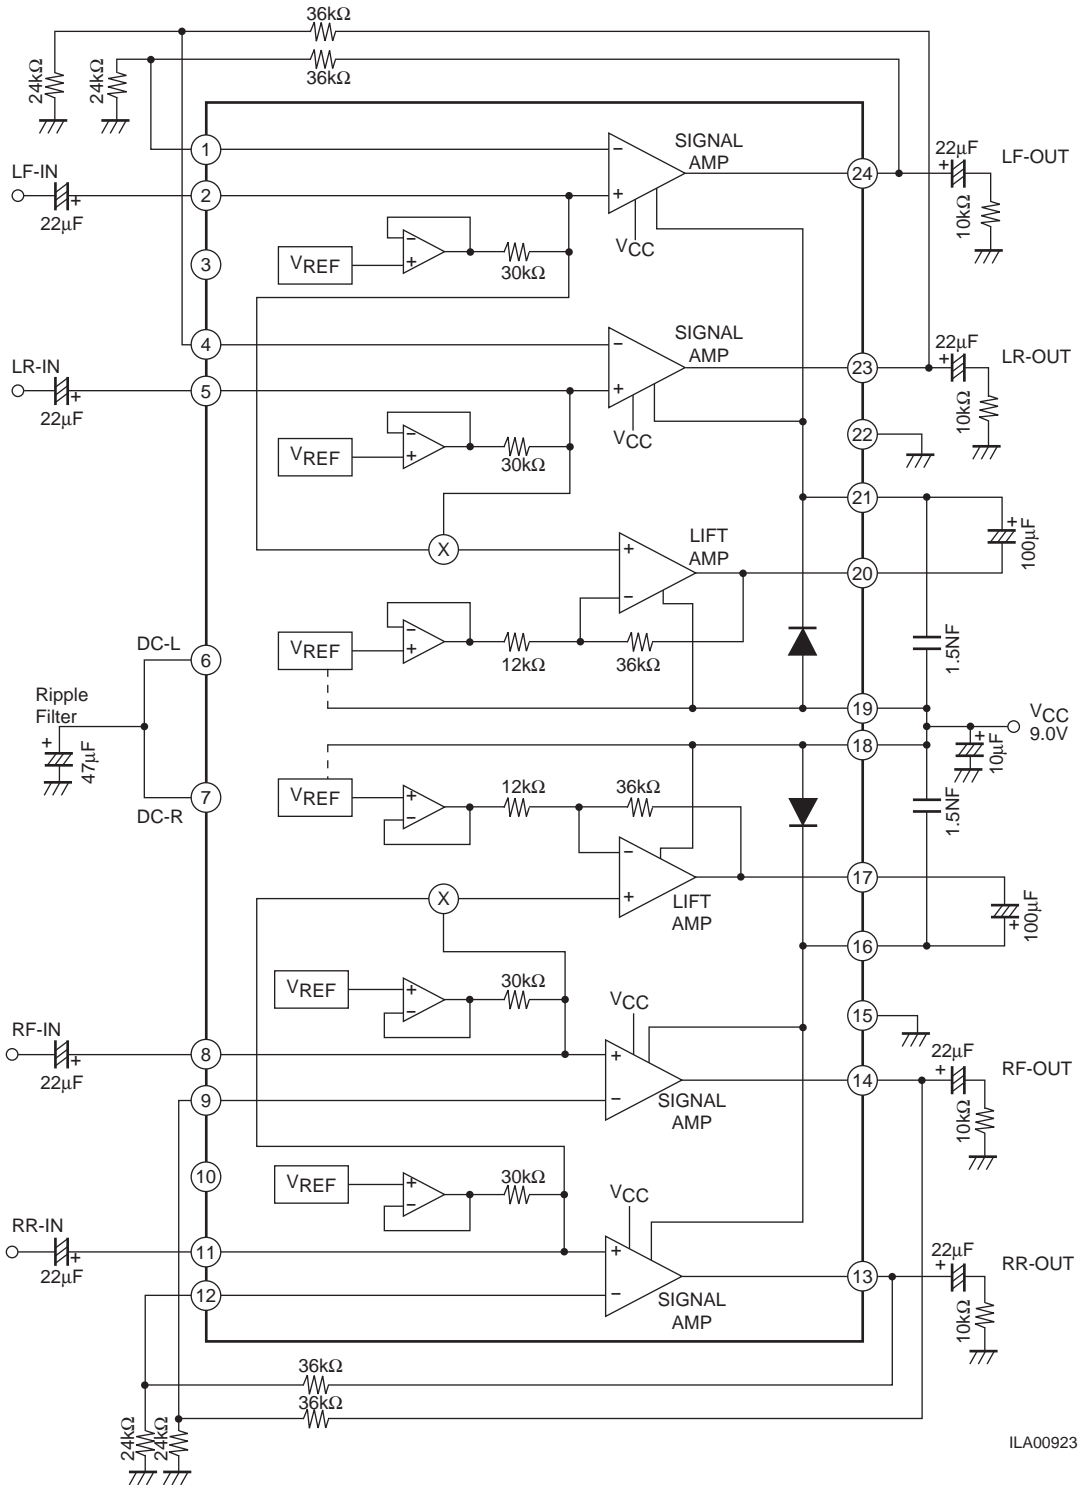 36kΩ
36kΩ
24kΩ
24kΩ
1
SIGNAL
AMP
−
+
VCC
24
22µF
+
LF-OUT
10kΩ
LF-IN
+
22µF
2
VREF
−
+
30kΩ
3
4
SIGNAL
AMP
−
+
VCC
23
22µF
+
LR-OUT
10kΩ
LR-IN
+
22µF
5
VREF
−
+
30kΩ
22
21
X
LIFT
AMP
+
−
20
+
100µF
DC-L
6
VREF
−
+
12kΩ
36kΩ
1.5NF
Ripple
Filter
+
47µF
19
VCC
9.0V
+
10µF
18
7
DC-R
VREF
+
−
12kΩ
36kΩ
1.5NF
−
+
LIFT
AMP
17
X
100µF
+
16
VREF
+
−
30kΩ
VCC
15
RF-IN
+
22µF
8
+
−
SIGNAL
AMP
14
22µF
+
RF-OUT
10kΩ
9
10
VREF
+
−
30kΩ
VCC
RR-IN
+
22µF
11
+
−
SIGNAL
AMP
13
22µF
+
RR-OUT
10kΩ
12
36kΩ
36kΩ
24kΩ
24kΩ
ILA00923